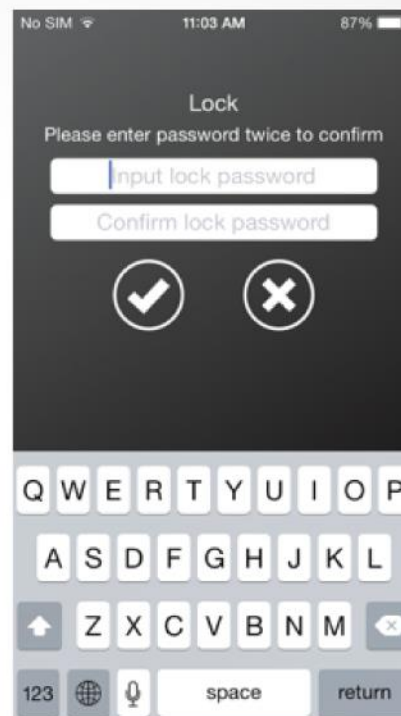 No SIM 11:03 AM 87%
Lock
Please enter password twice to confirm
Input lock password
Confirm lock password
Q W E R T Y U I O P
A S D F G H J K L
Z X C V B N M
123 space return